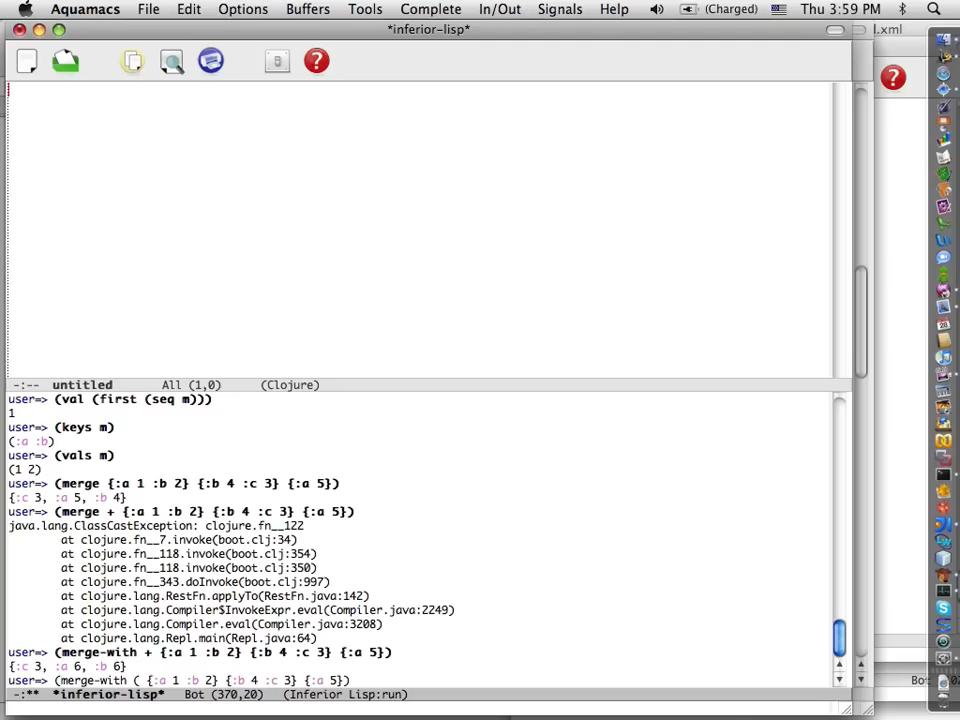 Aquamacs File Edit Options Buffers Tools Complete In/Out Signals Help (Charged) Thu 3:59 PM
*inferior-lisp*
l.xml
-:-- untitled All (1,0) (Clojure)
user=> (val (first (seq m)))
1
user=> (keys m)
(:a :b)
user=> (vals m)
(1 2)
user=> (merge {:a 1 :b 2} {:b 4 :c 3} {:a 5})
{:c 3, :a 5, :b 4}
user=> (merge + {:a 1 :b 2} {:b 4 :c 3} {:a 5})
java.lang.ClassCastException: clojure.fn__122
at clojure.fn__7.invoke(boot.clj:34)
at clojure.fn__118.invoke(boot.clj:354)
at clojure.fn__118.invoke(boot.clj:350)
at clojure.fn__343.doInvoke(boot.clj:997)
at clojure.lang.RestFn.applyTo(RestFn.java:142)
at clojure.lang.Compiler$InvokeExpr.eval(Compiler.java:2249)
at clojure.lang.Compiler.eval(Compiler.java:3208)
at clojure.lang.Repl.main(Repl.java:64)
user=> (merge-with + {:a 1 :b 2} {:b 4 :c 3} {:a 5})
{:c 3, :a 6, :b 6}
user=> (merge-with ( {:a 1 :b 2} {:b 4 :c 3} {:a 5})
-:** *inferior-lisp* Bot (370,20) (Inferior Lisp:run)